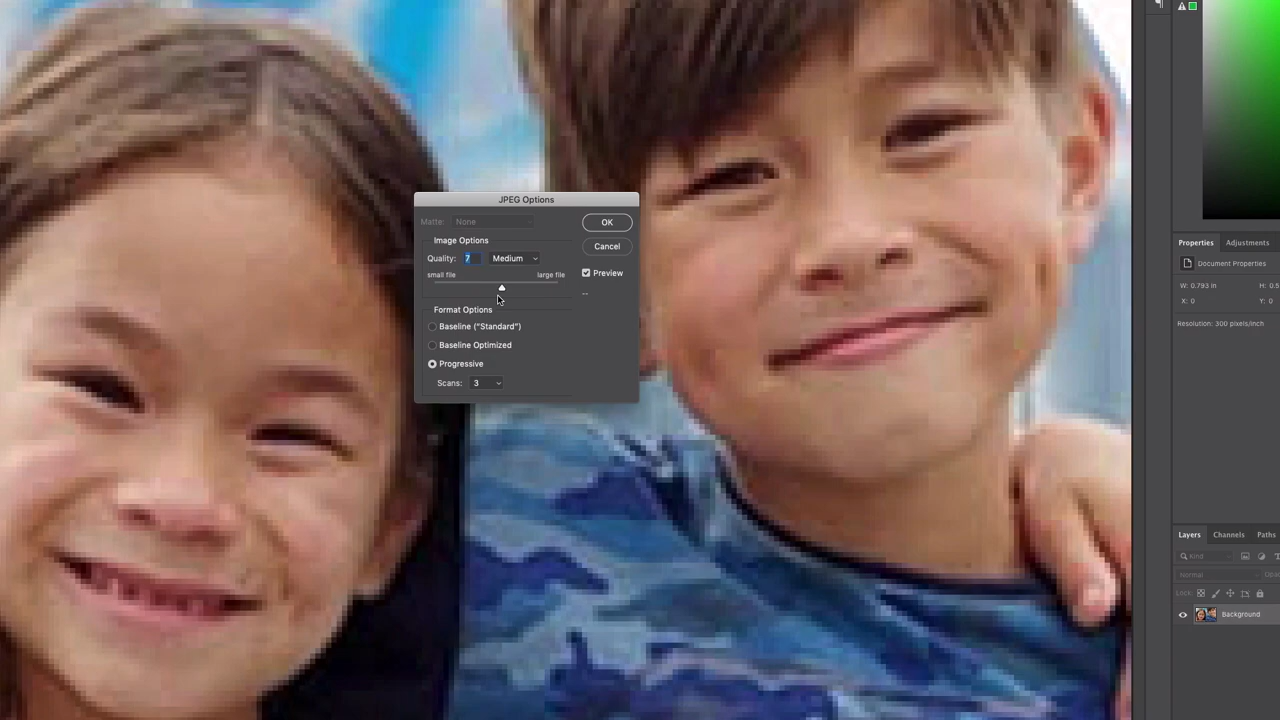 JPEG Options
Matte: None
OK
Image Options
Cancel
Quality: 7 Medium
Preview
small file large file
--
Format Options
Baseline ("Standard")
Baseline Optimized
Progressive
Scans: 3
Properties Adjustments
Document Properties
W: 0.793 in H: 0.5
X: 0 Y: 0
Resolution: 300 pixels/inch
Layers Channels Paths
Kind
Normal Opa
Lock:
Background